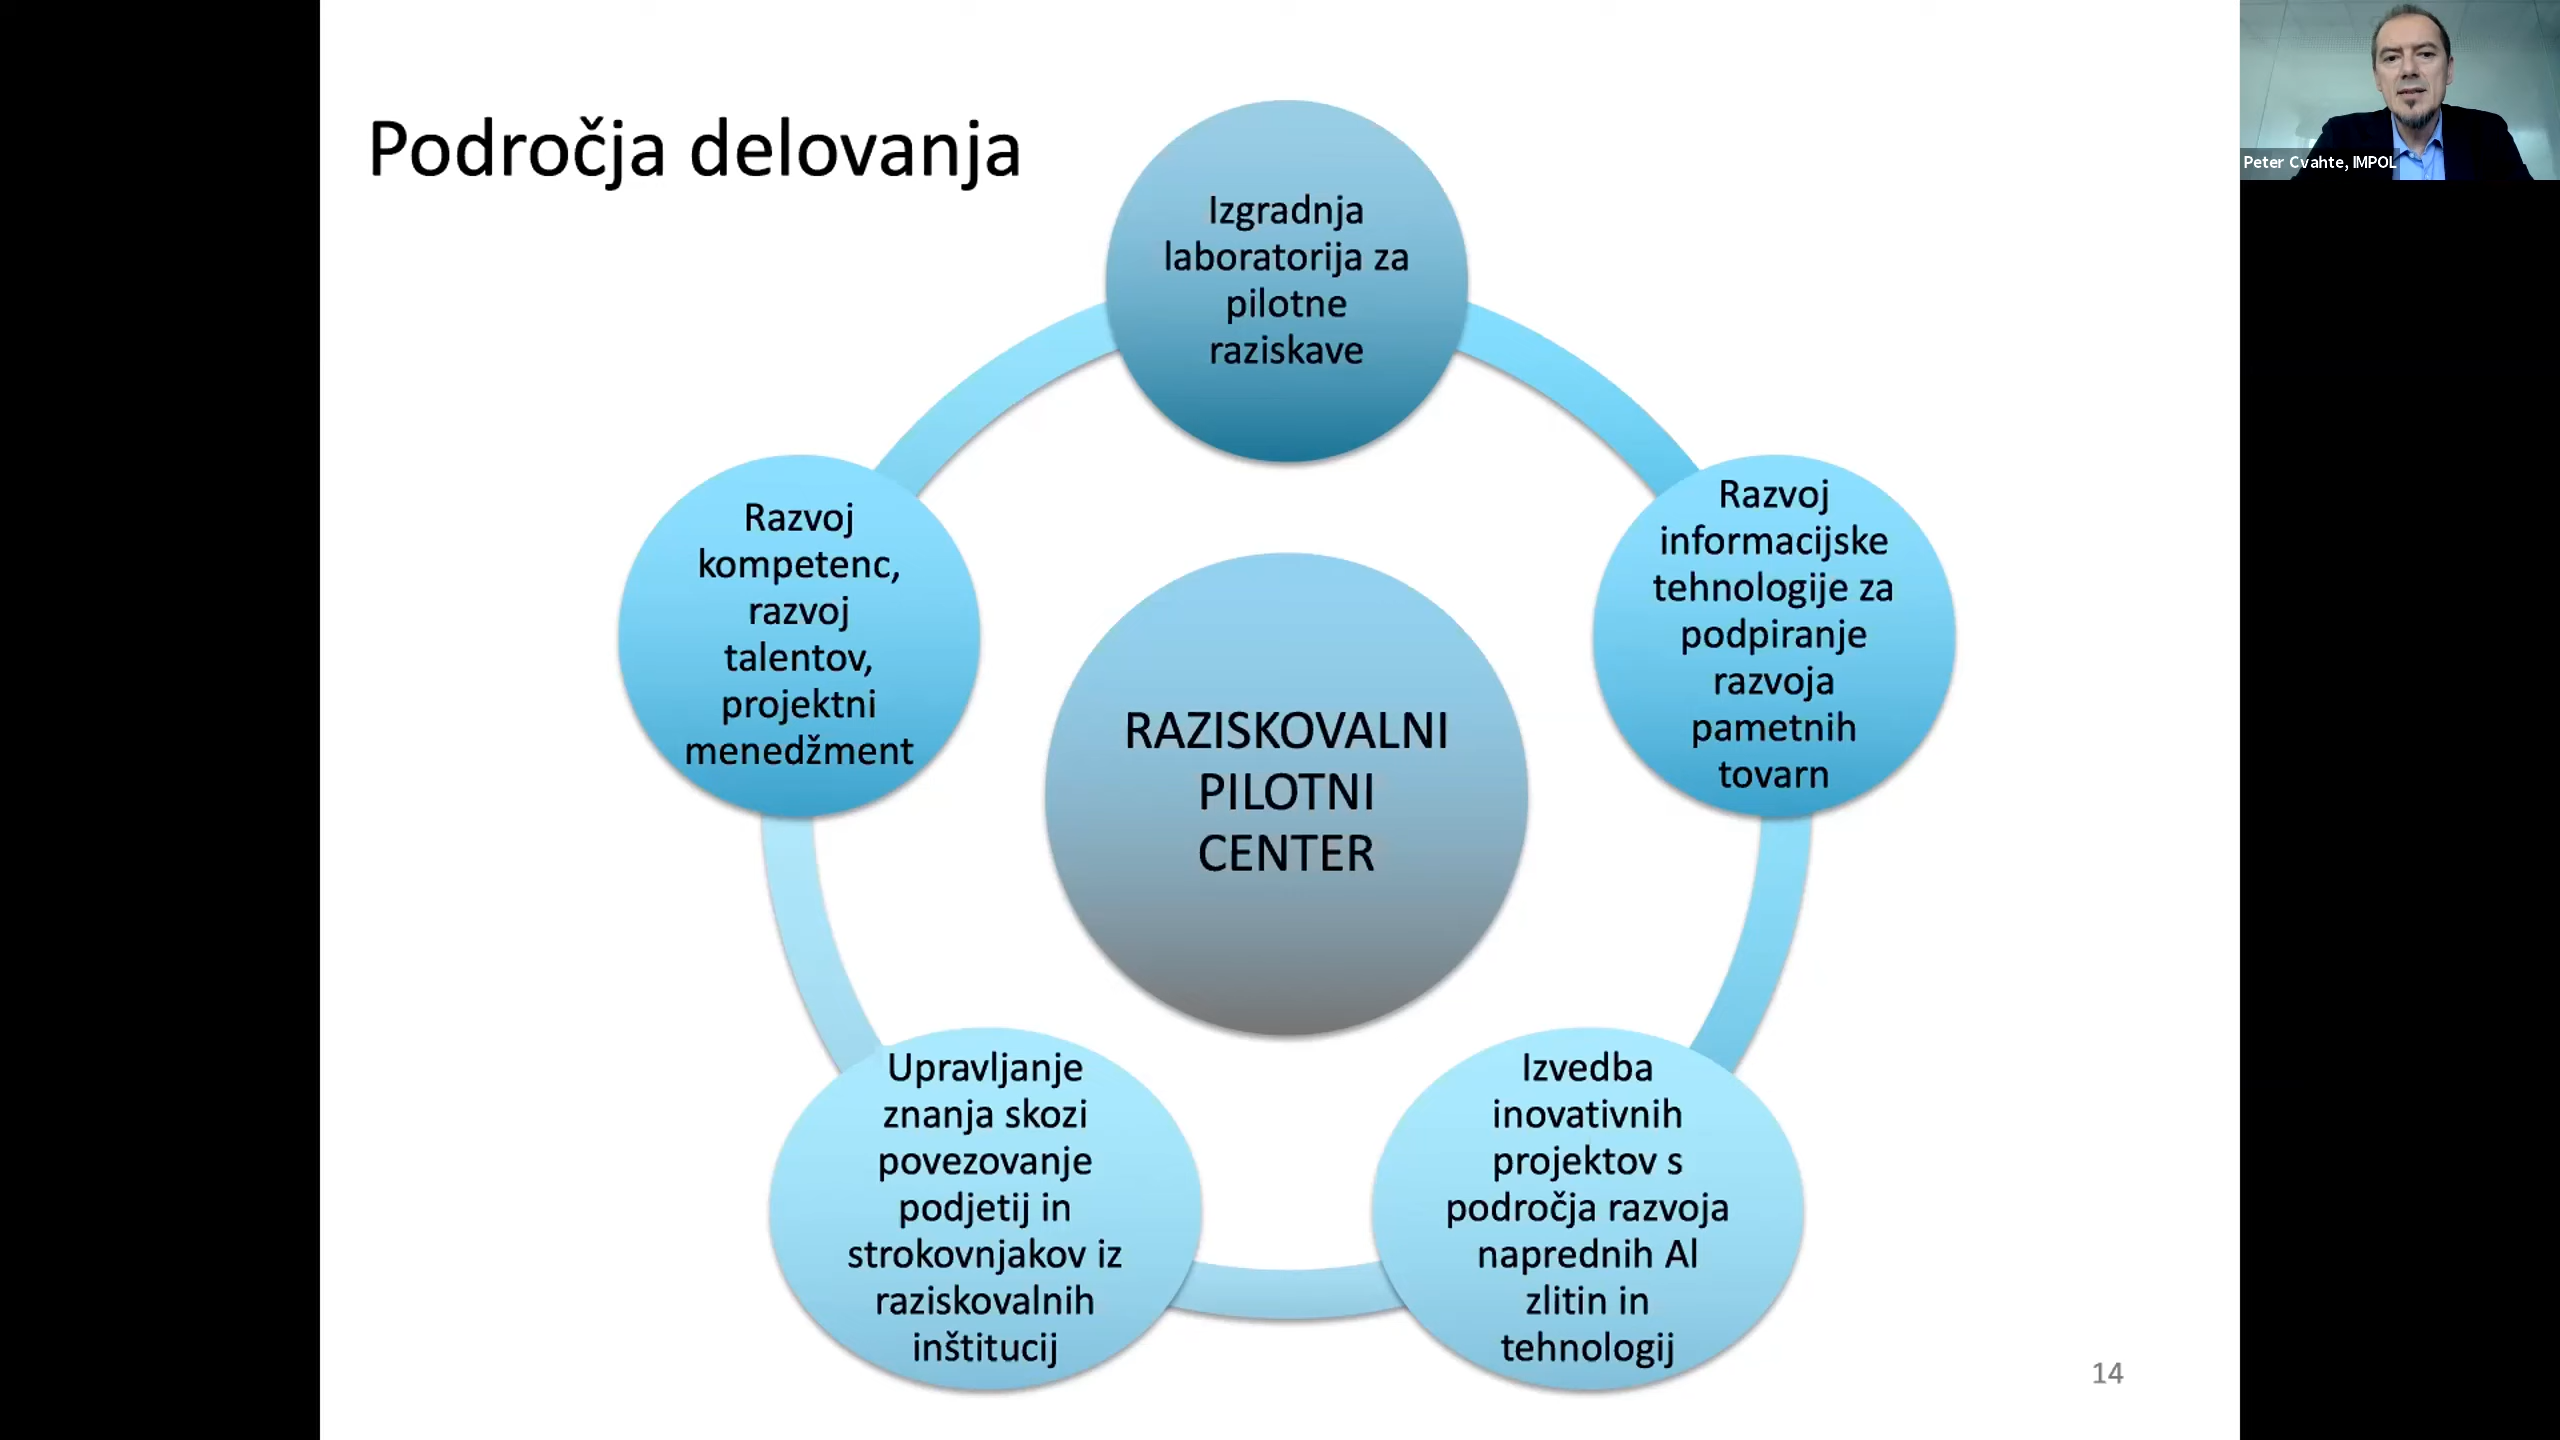 Področja delovanja
Izgradnja
laboratorija za
pilotne
raziskave
Razvoj
informacijske
tehnologije za
podpiranje
razvoja
pametnih
tovarn
Izvedba
inovativnih
projektov s
področja razvoja
naprednih Al
zlitin in
tehnologij
Upravljanje
znanja skozi
povezovanje
podjetij in
strokovnjakov iz
raziskovalnih
inštitucij
Razvoj
kompetenc,
razvoj
talentov,
projektni
menedžment
RAZISKOVALNI
PILOTNI
CENTER
14
Peter Cvahte, IMPOL